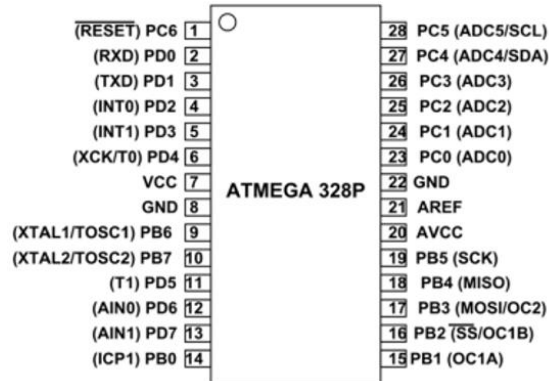 (RESET) PC6 1
(RXD) PD0 2
(TXD) PD1 3
(INT0) PD2 4
(INT1) PD3 5
(XCK/T0) PD4 6
VCC 7
GND 8
(XTAL1/TOSC1) PB6 9
(XTAL2/TOSC2) PB7 10
(T1) PD5 11
(AIN0) PD6 12
(AIN1) PD7 13
(ICP1) PB0 14
ATMEGA 328P
28 PC5 (ADC5/SCL)
27 PC4 (ADC4/SDA)
26 PC3 (ADC3)
25 PC2 (ADC2)
24 PC1 (ADC1)
23 PC0 (ADC0)
22 GND
21 AREF
20 AVCC
19 PB5 (SCK)
18 PB4 (MISO)
17 PB3 (MOSI/OC2)
16 PB2 (SS/OC1B)
15 PB1 (OC1A)